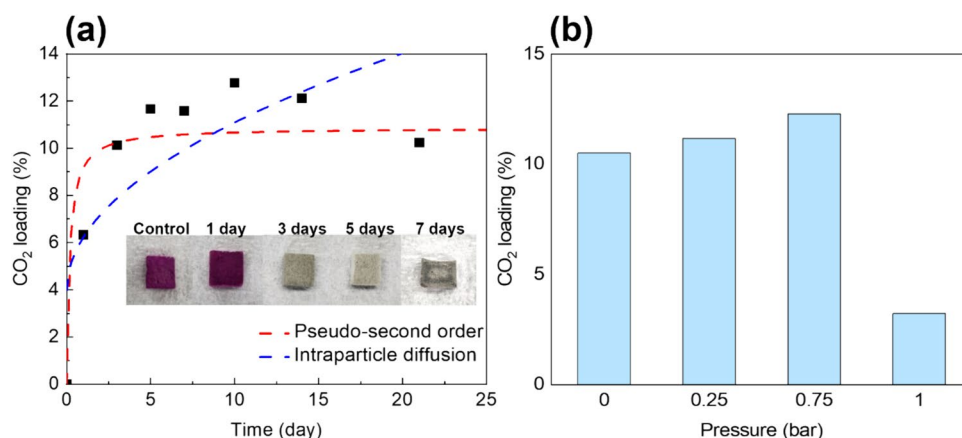 (a)
14
12
10
8
6
4
2
0
CO₂ loading (%)
Control 1 day 3 days 5 days 7 days
Pseudo-second order
Intraparticle diffusion
0 5 10 15 20 25
Time (day)
(b)
15
10
5
0
CO₂ loading (%)
0 0.25 0.75 1
Pressure (bar)